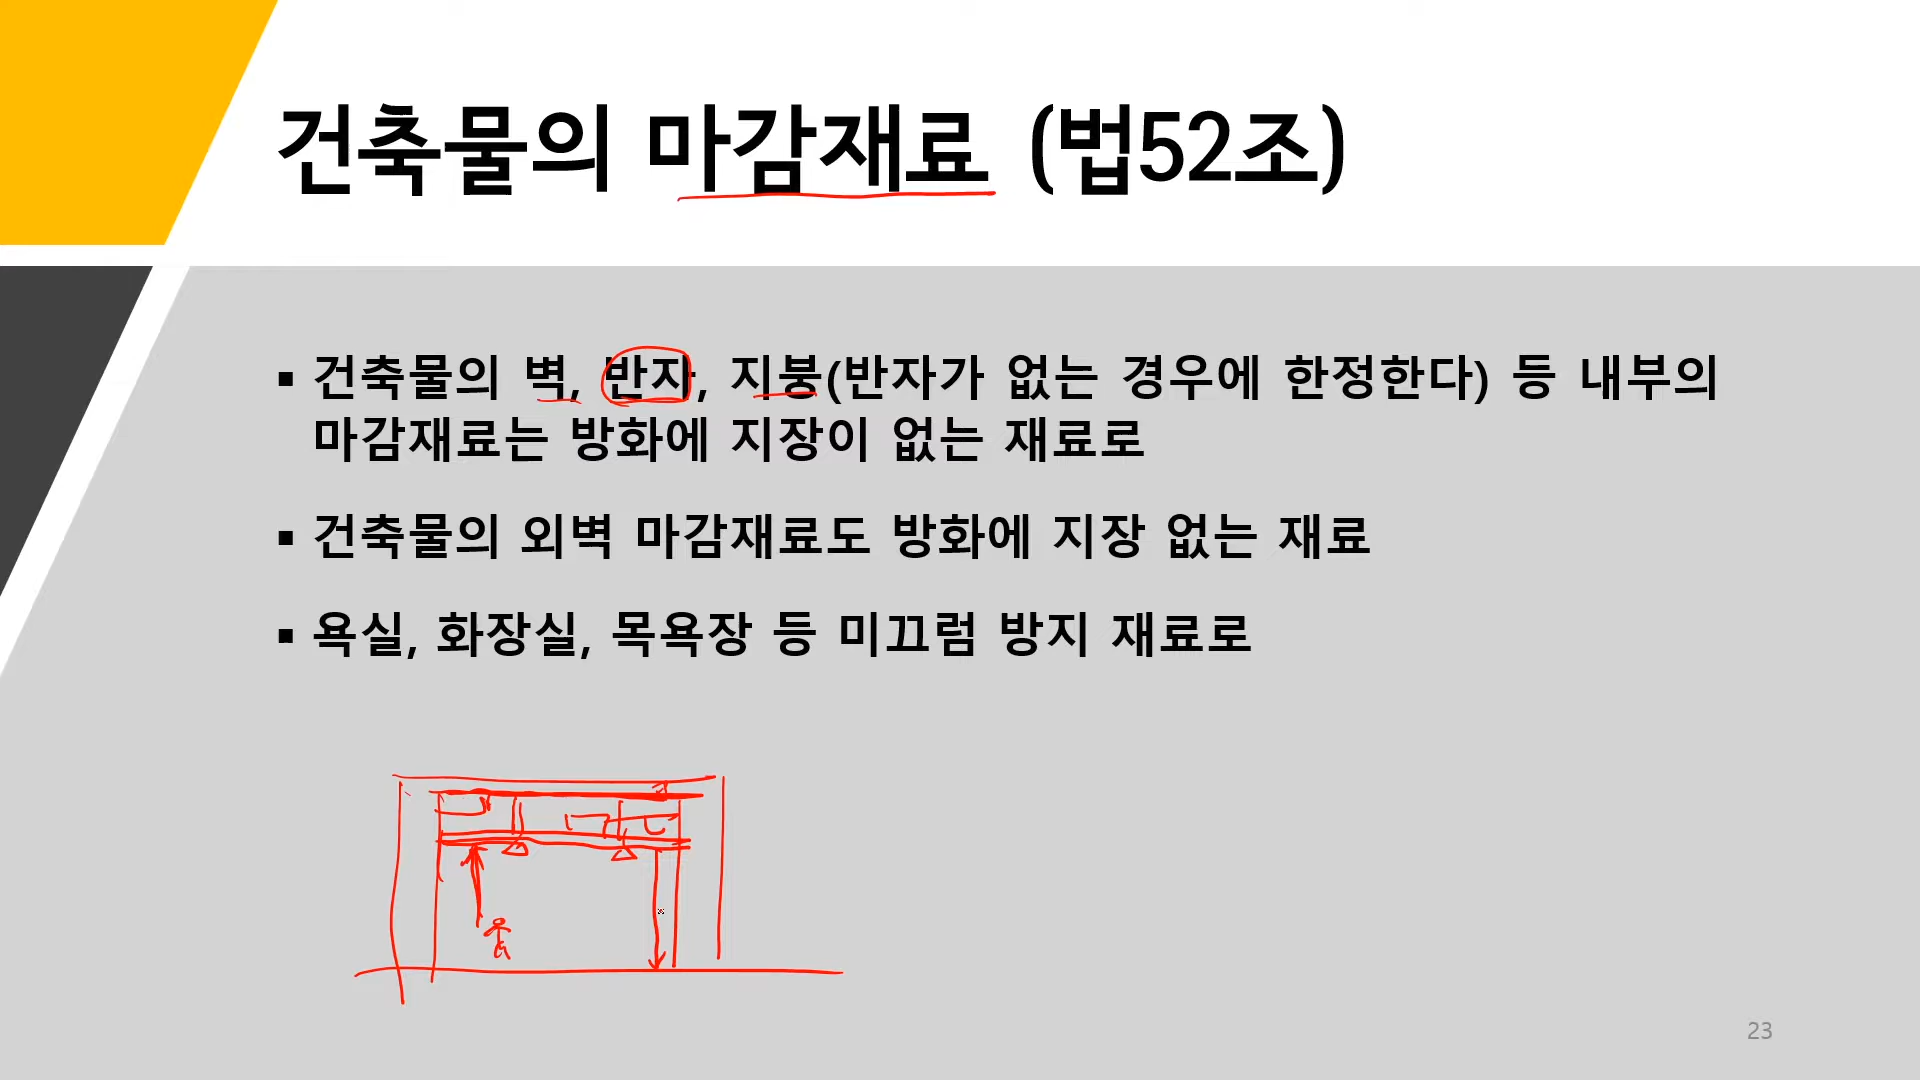 건축물의 마감재료 (법52조)
▪ 건축물의 벽, 반자, 지붕(반자가 없는 경우에 한정한다) 등 내부의
마감재료는 방화에 지장이 없는 재료로
▪ 건축물의 외벽 마감재료도 방화에 지장 없는 재료
▪ 욕실, 화장실, 목욕장 등 미끄럼 방지 재료로
23